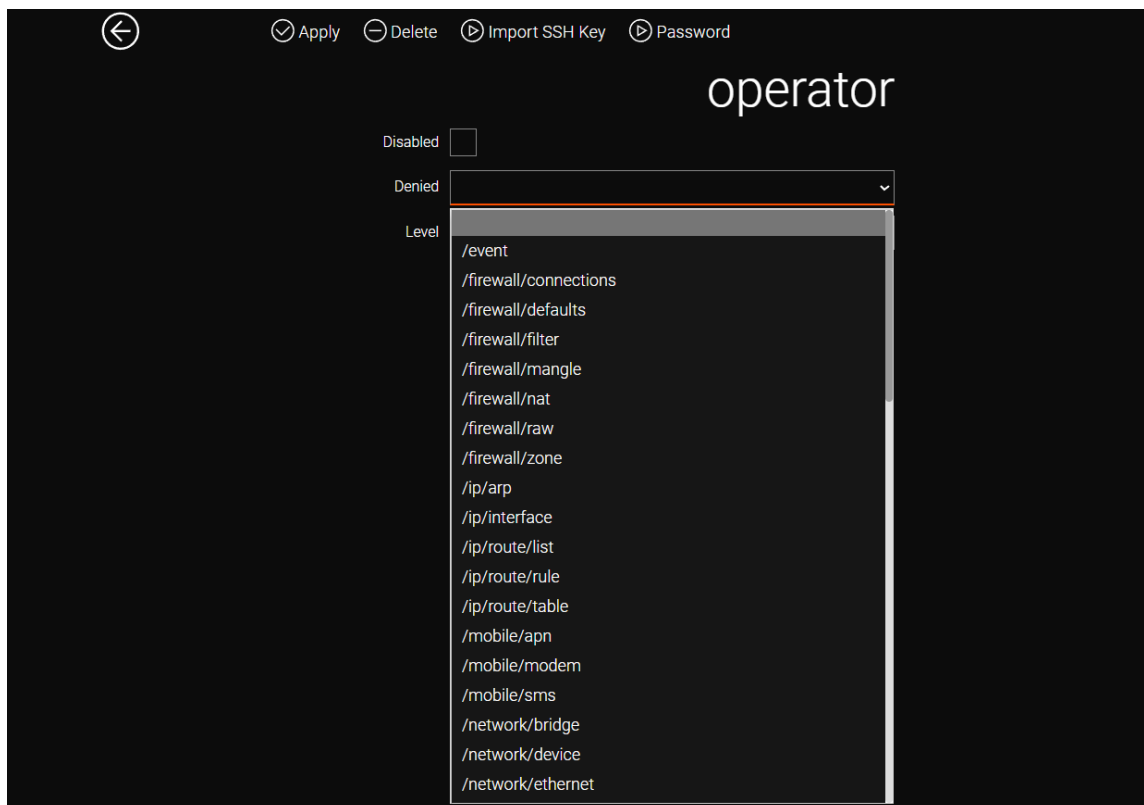 Apply Delete Import SSH Key Password
operator
Disabled
Denied
Level
/event
/firewall/connections
/firewall/defaults
/firewall/filter
/firewall/mangle
/firewall/nat
/firewall/raw
/firewall/zone
/ip/arp
/ip/interface
/ip/route/list
/ip/route/rule
/ip/route/table
/mobile/apn
/mobile/modem
/mobile/sms
/network/bridge
/network/device
/network/ethernet